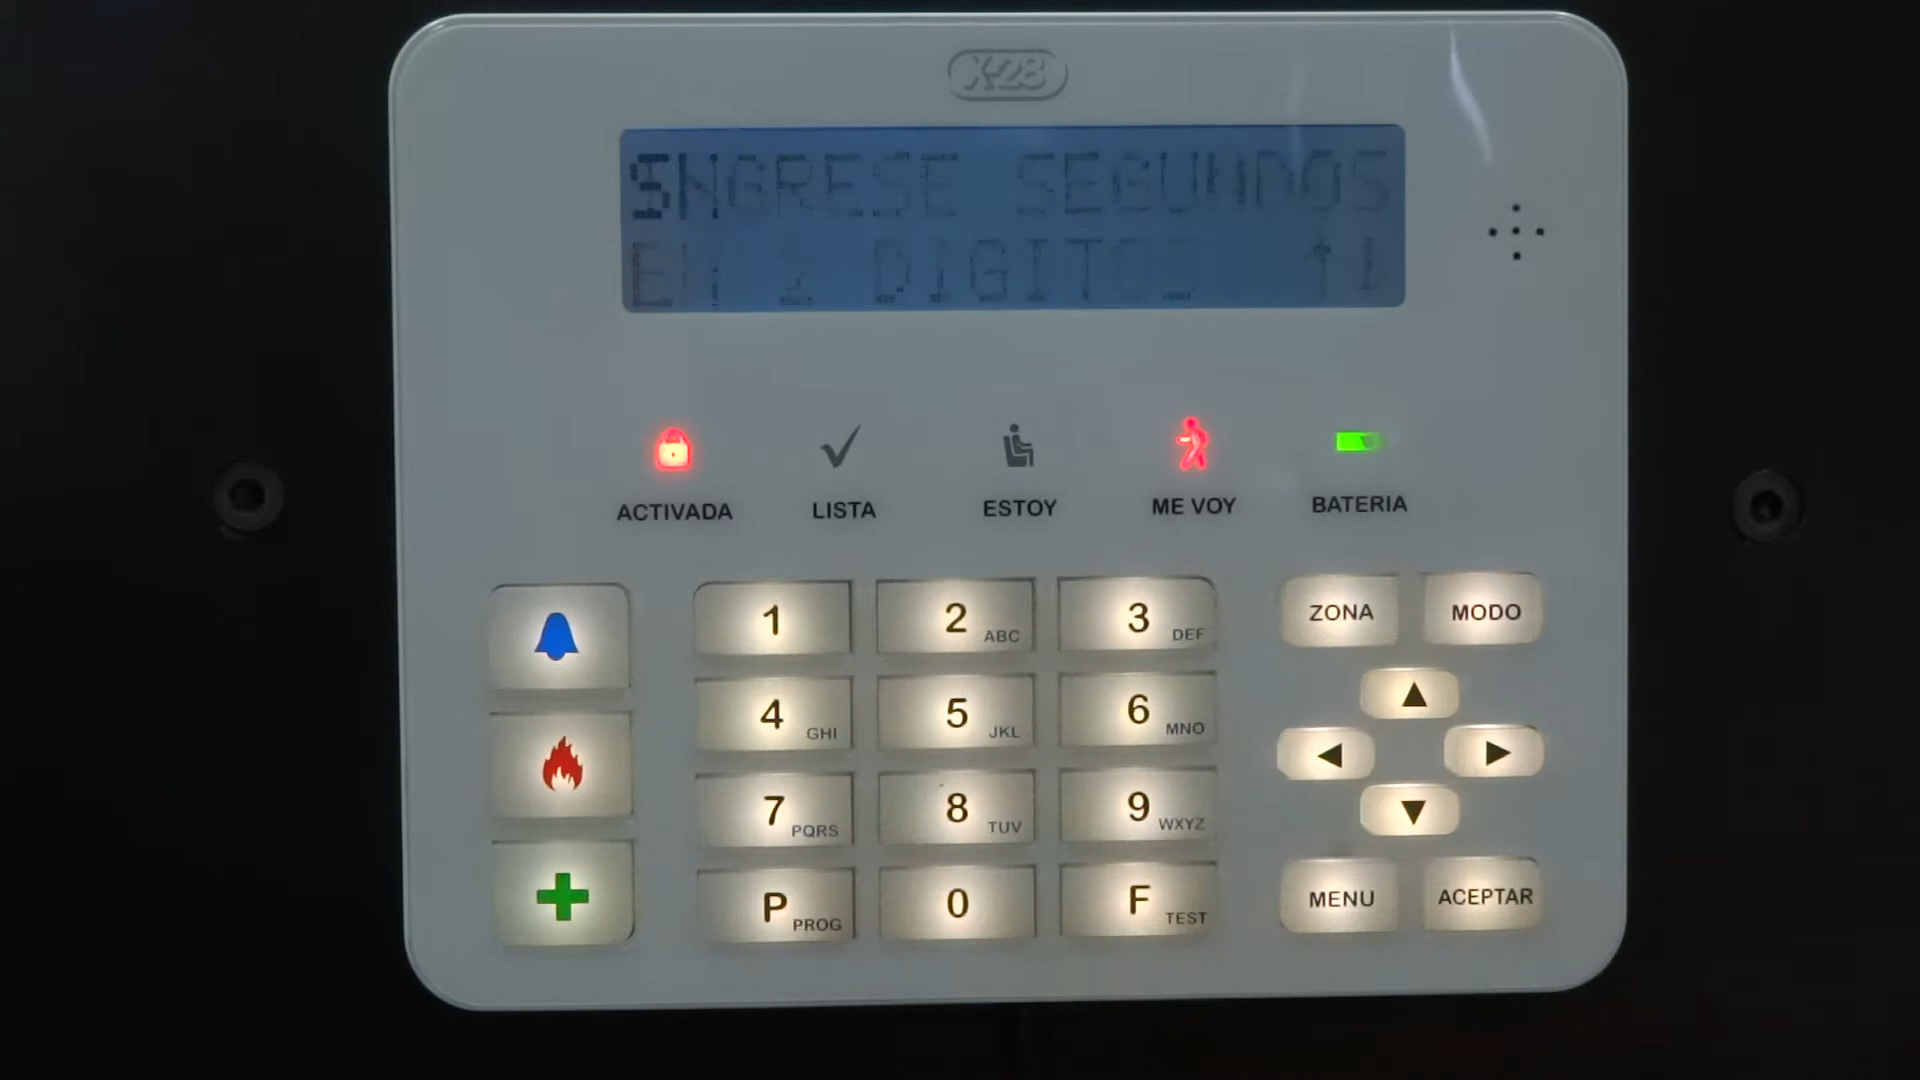 X-28
INGRESE SEGUNDOS
EN 2 DIGITOS ↑↓
ACTIVADA
LISTA
ESTOY
ME VOY
BATERIA
1
2 ABC
3 DEF
ZONA
MODO
4 GHI
5 JKL
6 MNO
7 PQRS
8 TUV
9 WXYZ
P PROG
0
F TEST
MENU
ACEPTAR